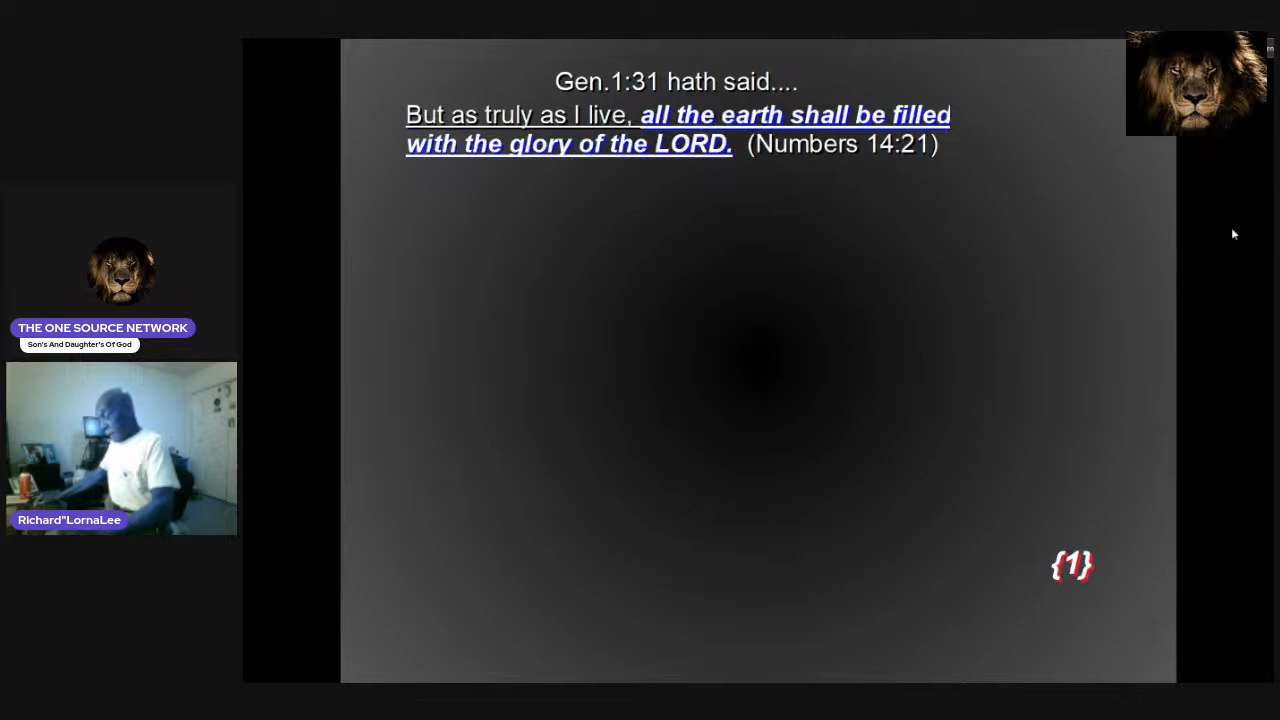 Gen.1:31 hath said....
But as truly as I live, all the earth shall be filled
with the glory of the LORD. (Numbers 14:21)
THE ONE SOURCE NETWORK
Son's And Daughter's Of God
Richard"LornaLee
{1}